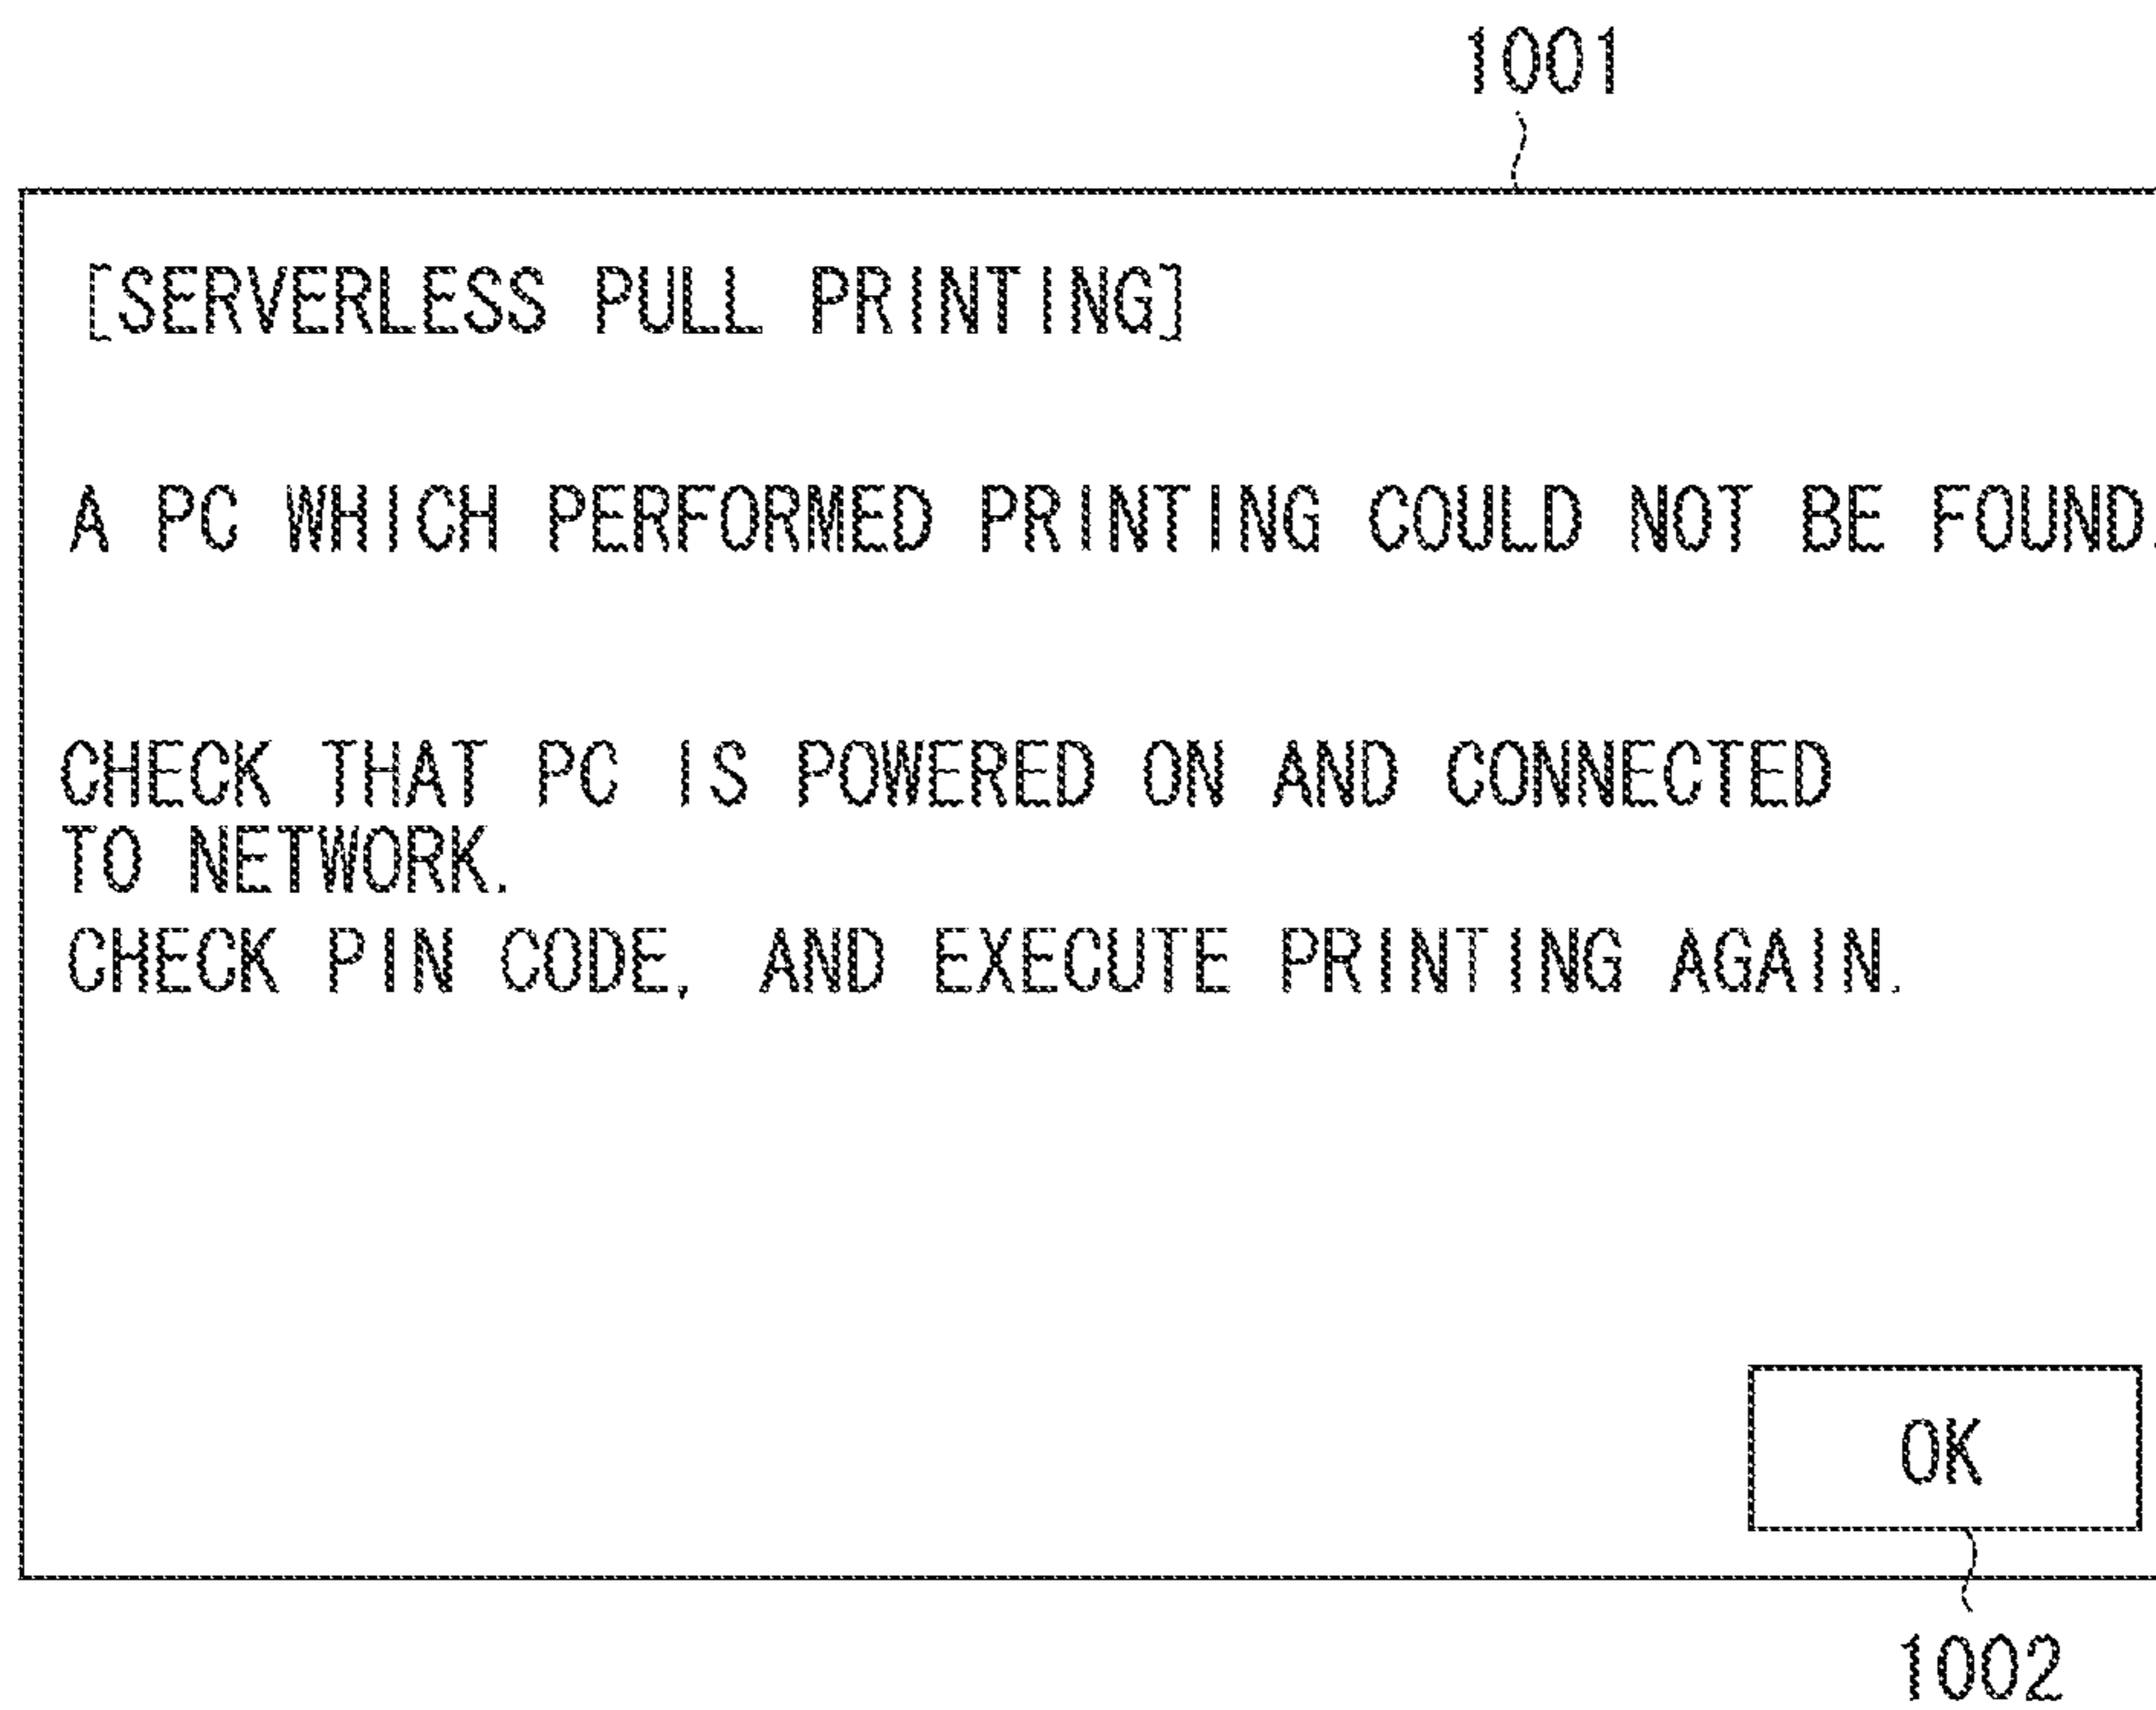 1001
[SERVERLESS PULL PRINTING]
A PC WHICH PERFORMED PRINTING COULD NOT BE FOUND.
CHECK THAT PC IS POWERED ON AND CONNECTED
TO NETWORK.
CHECK PIN CODE, AND EXECUTE PRINTING AGAIN.
OK
1002